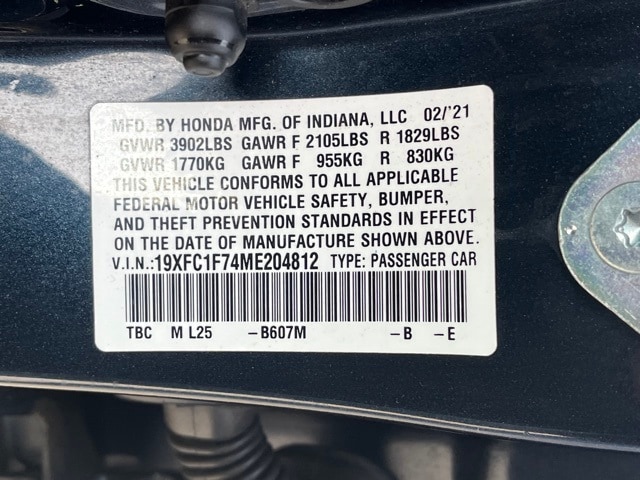 MFD. BY HONDA MFG. OF INDIANA, LLC 02/'21
GVWR 3902LBS GAWR F 2105LBS R 1829LBS
GVWR 1770KG GAWR F 955KG R 830KG
THIS VEHICLE CONFORMS TO ALL APPLICABLE
FEDERAL MOTOR VEHICLE SAFETY, BUMPER,
AND THEFT PREVENTION STANDARDS IN EFFECT
ON THE DATE OF MANUFACTURE SHOWN ABOVE.
V.I.N.:19XFC1F74ME204812 TYPE: PASSENGER CAR
TBC M L25 –B607M –B –E